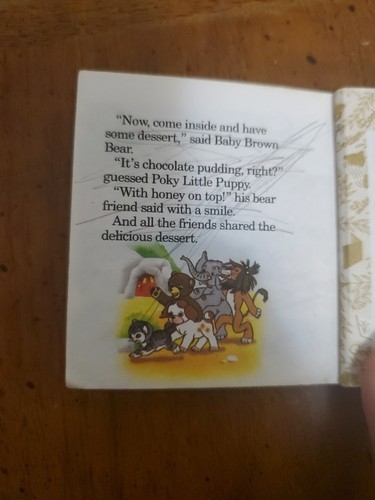 “Now, come inside and have
some dessert,” said Baby Brown
Bear.
“It’s chocolate pudding, right?”
guessed Poky Little Puppy.
“With honey on top!” his bear
friend said with a smile.
And all the friends shared the
delicious dessert.